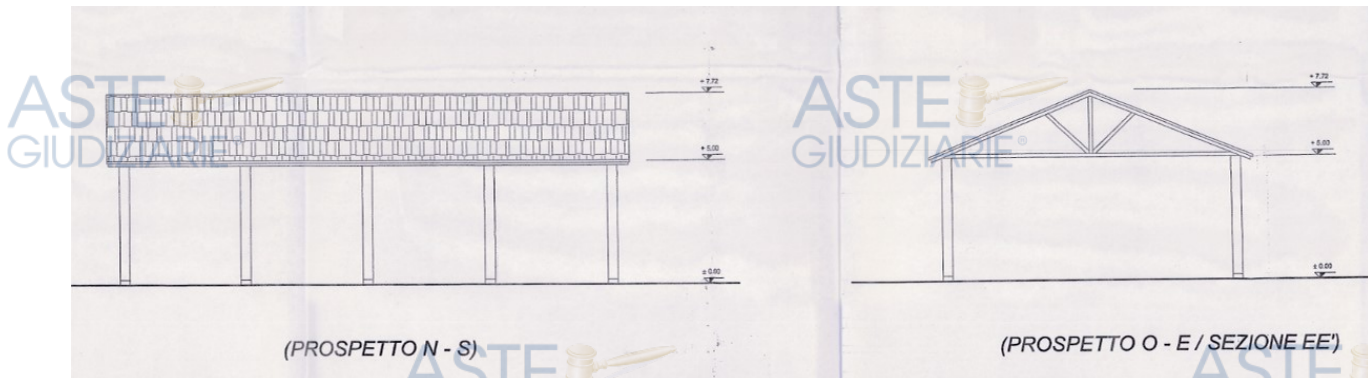 ASTE
GIUDIZIARIE
+ 7.72
+ 5.00
± 0.00
(PROSPETTO N - S)
ASTE
GIUDIZIARIE®
+ 7.72
+ 5.00
± 0.00
(PROSPETTO O - E / SEZIONE EE')
ASTE
ASTE